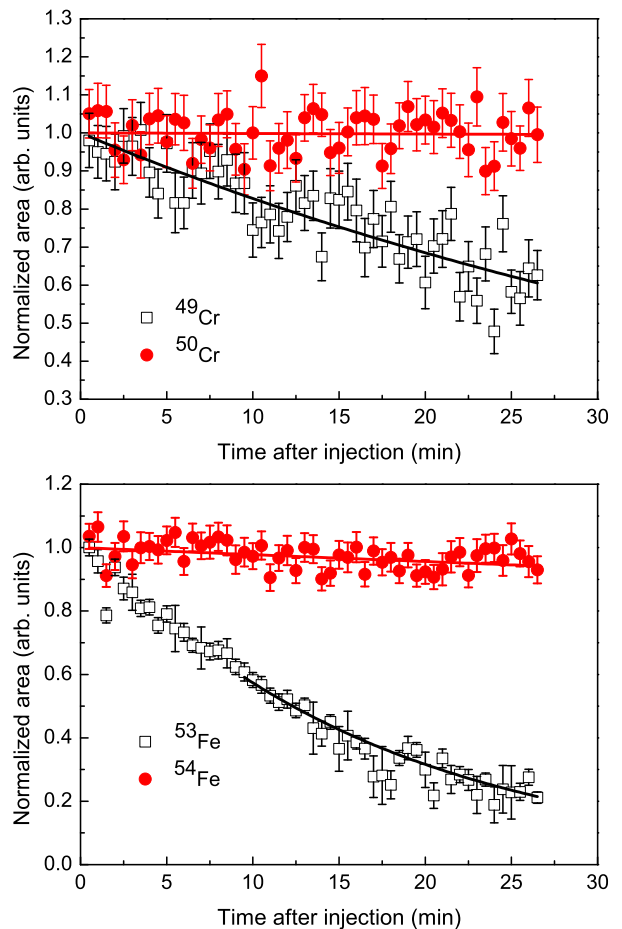 1.3
1.2
1.1
1.0
0.9
0.8
0.7
0.6
0.5
0.4
0.3
Normalized area (arb. units)
⁴⁹Cr
⁵⁰Cr
0 5 10 15 20 25 30
Time after injection (min)
1.2
1.0
0.8
0.6
0.4
0.2
0.0
Normalized area (arb. units)
⁵³Fe
⁵⁴Fe
0 5 10 15 20 25 30
Time after injection (min)